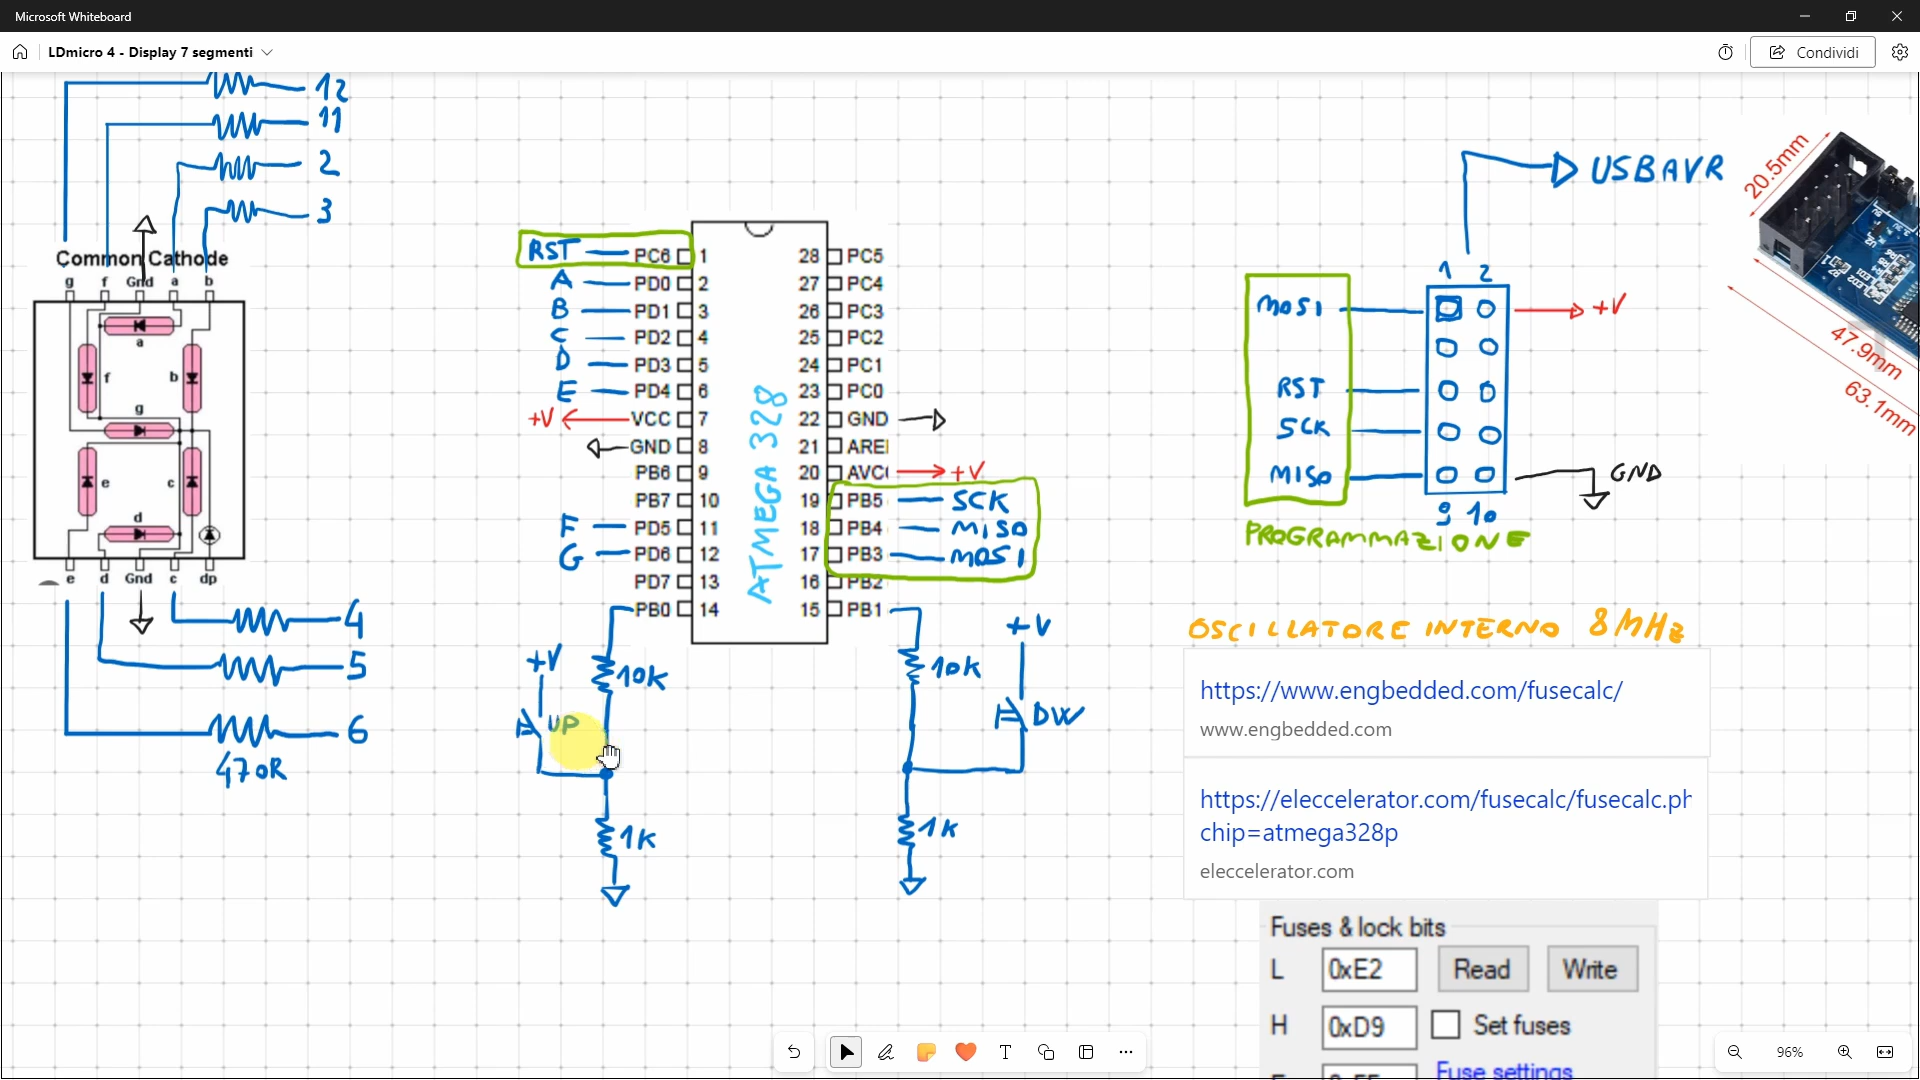 Microsoft Whiteboard
LDmicro 4 - Display 7 segmenti
Condividi
12
11
2
3
Common Cathode
g f Gnd a b
a
f b
g
e c
d
e d Gnd c dp
4
5
6
470R
RST PC6 1
A PD0 2
B PD1 3
C PD2 4
D PD3 5
E PD4 6
+V VCC 7
GND 8
PB6 9
PB7 10
F PD5 11
G PD6 12
PD7 13
PB0 14
ATMEGA 328
28 PC5
27 PC4
26 PC3
25 PC2
24 PC1
23 PC0
22 GND
21 ARE
20 AVC +V
19 PB5 SCK
18 PB4 MISO
17 PB3 MOSI
16 PB2
15 PB1
+V
10K
UP
1K
10K
+V
DW
1K
USBAVR
1 2
MOSI
+V
RST
SCK
MISO
GND
9 10
PROGRAMMAZIONE
20.5mm
47.9mm
63.1mm
OSCILLATORE INTERNO 8MHz
https://www.engbedded.com/fusecalc/
www.engbedded.com
https://eleccelerator.com/fusecalc/fusecalc.ph
chip=atmega328p
eleccelerator.com
Fuses & lock bits
L 0xE2 Read Write
H 0xD9 Set fuses
Fuse settings
96%